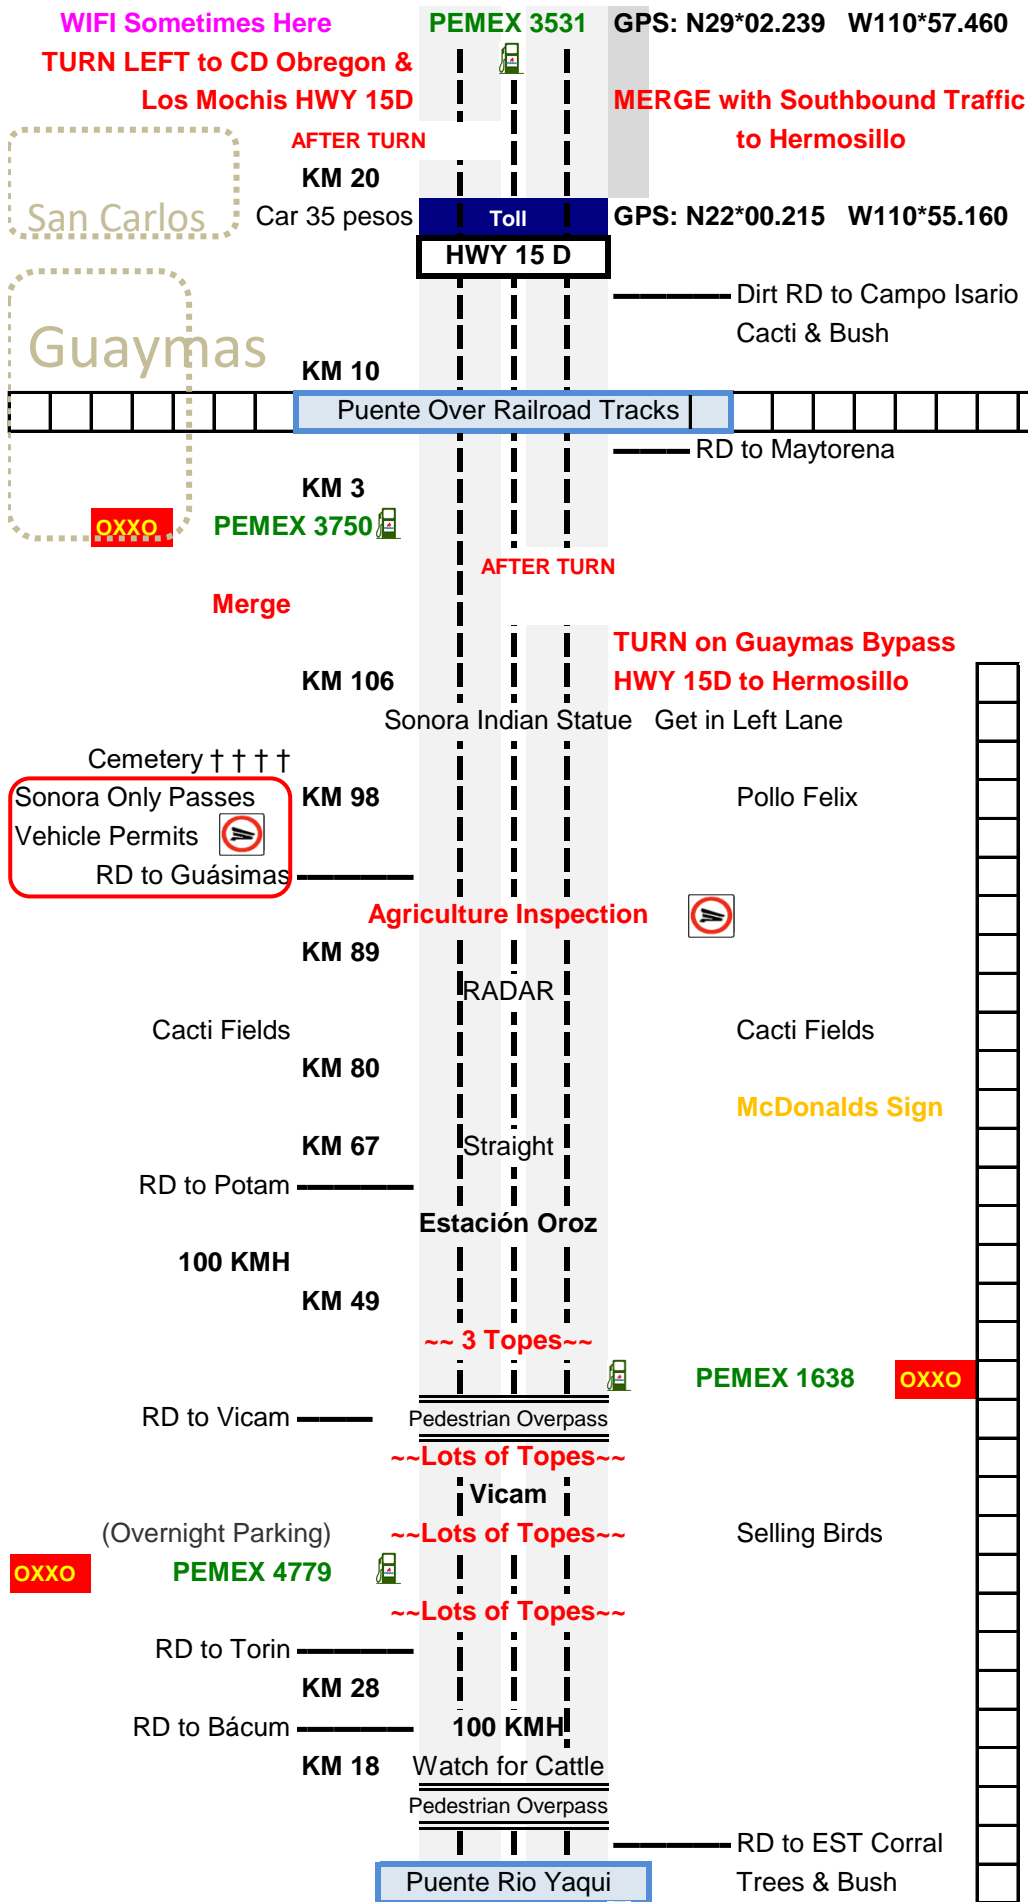 WIFI Sometimes Here PEMEX 3531 GPS: N29*02.239 W110*57.460
TURN LEFT to CD Obregon &
Los Mochis HWY 15D MERGE with Southbound Traffic
AFTER TURN to Hermosillo
KM 20
San Carlos Car 35 pesos Toll GPS: N22*00.215 W110*55.160
HWY 15 D
Dirt RD to Campo Isario
Guaymas Cacti & Bush
KM 10
Puente Over Railroad Tracks
RD to Maytorena
KM 3
OXXO PEMEX 3750
AFTER TURN
Merge
TURN on Guaymas Bypass
KM 106 HWY 15D to Hermosillo
Sonora Indian Statue Get in Left Lane
Cemetery † † † †
Sonora Only Passes KM 98 Pollo Felix
Vehicle Permits
RD to Guásimas
Agriculture Inspection
KM 89
RADAR
Cacti Fields Cacti Fields
KM 80
McDonalds Sign
KM 67 Straight
RD to Potam
Estación Oroz
100 KMH
KM 49
~~ 3 Topes~~
PEMEX 1638 OXXO
RD to Vicam Pedestrian Overpass
~~Lots of Topes~~
Vicam
(Overnight Parking) ~~Lots of Topes~~ Selling Birds
OXXO PEMEX 4779
~~Lots of Topes~~
RD to Torin
KM 28
RD to Bácum 100 KMH
KM 18 Watch for Cattle
Pedestrian Overpass
RD to EST Corral
Puente Rio Yaqui Trees & Bush